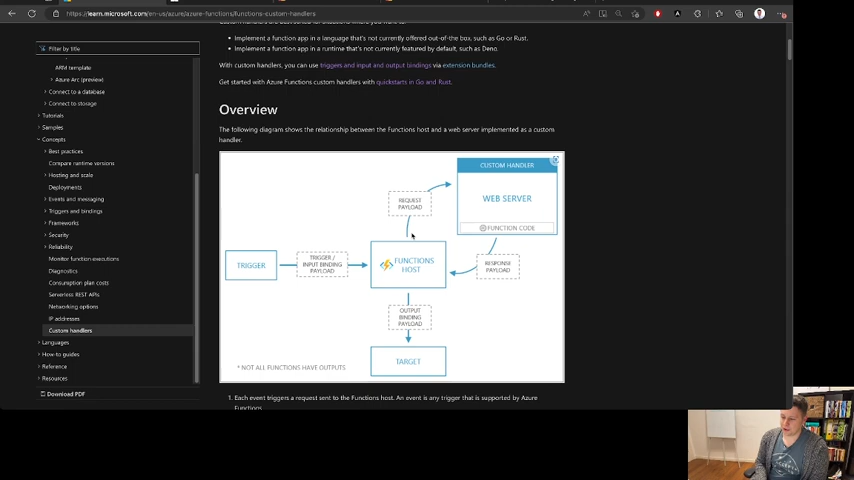 https://learn.microsoft.com/en-us/azure/azure-functions/functions-custom-handlers
Implement a function app in a language that's not currently offered out-of-the box, such as Go or Rust.
Implement a function app in a runtime that's not currently featured by default, such as Deno.
With custom handlers, you can use triggers and input and output bindings via extension bundles.
Get started with Azure Functions custom handlers with quickstarts in Go and Rust.
Overview
The following diagram shows the relationship between the Functions host and a web server implemented as a custom
handler.
Filter by title
ARM template
Azure Arc (preview)
Connect to a database
Connect to storage
Tutorials
Samples
Concepts
Best practices
Compare runtime versions
Hosting and scale
Deployments
Events and messaging
Triggers and bindings
Frameworks
Security
Reliability
Monitor function executions
Diagnostics
Consumption plan costs
Serverless REST APIs
Networking options
IP addresses
Custom handlers
Languages
How-to guides
Reference
Resources
Download PDF
CUSTOM HANDLER
WEB SERVER
FUNCTION CODE
REQUEST
PAYLOAD
TRIGGER
TRIGGER /
INPUT BINDING
PAYLOAD
FUNCTIONS
HOST
RESPONSE
PAYLOAD
OUTPUT
BINDING
PAYLOAD
TARGET
* NOT ALL FUNCTIONS HAVE OUTPUTS
1. Each event triggers a request sent to the Functions host. An event is any trigger that is supported by Azure
Functions.